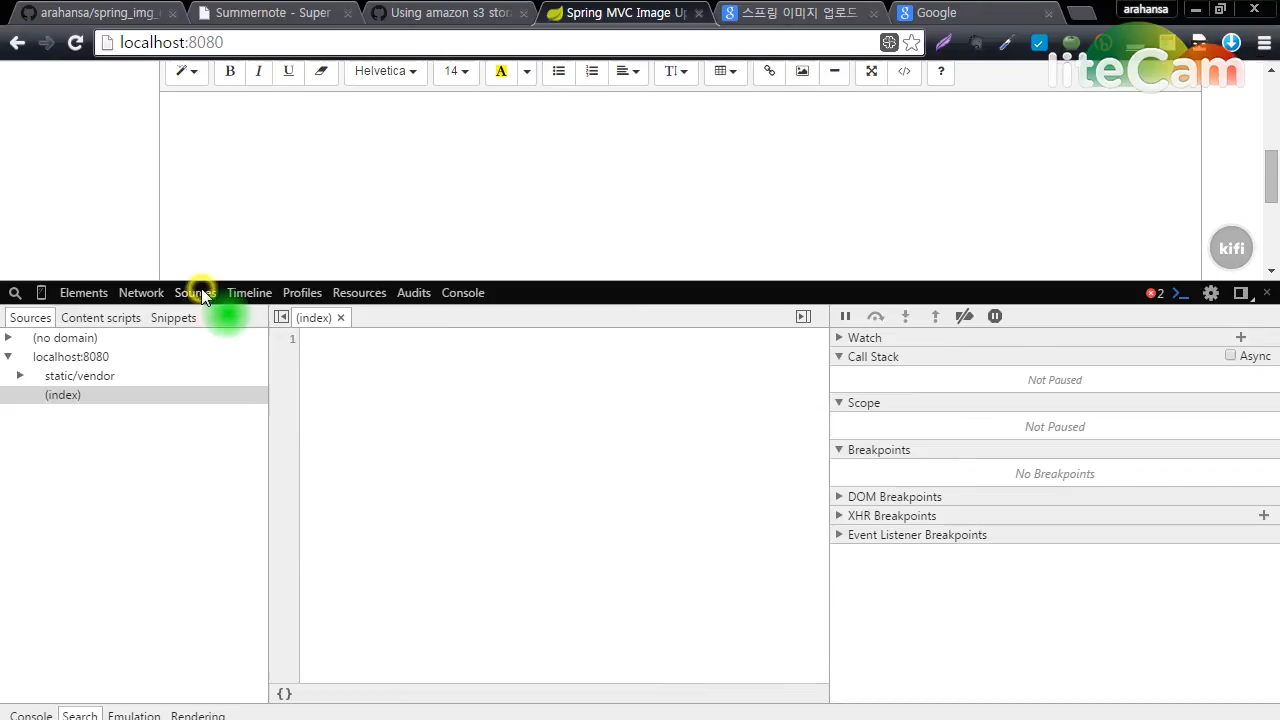 arahansa/spring_img_
Summernote - Super
Using amazon s3 stor
Spring MVC Image Up
스프링 이미지 업로드
Google
arahansa
localhost:8080
liteCam
B I U Helvetica 14 A T
?
kifi
Elements Network Sources Timeline Profiles Resources Audits Console
2
Sources Content scripts Snippets
(index)
(no domain)
localhost:8080
static/vendor
(index)
1
{}
Watch
Call Stack
Async
Not Paused
Scope
Not Paused
Breakpoints
No Breakpoints
DOM Breakpoints
XHR Breakpoints
Event Listener Breakpoints
Console Search Emulation Rendering